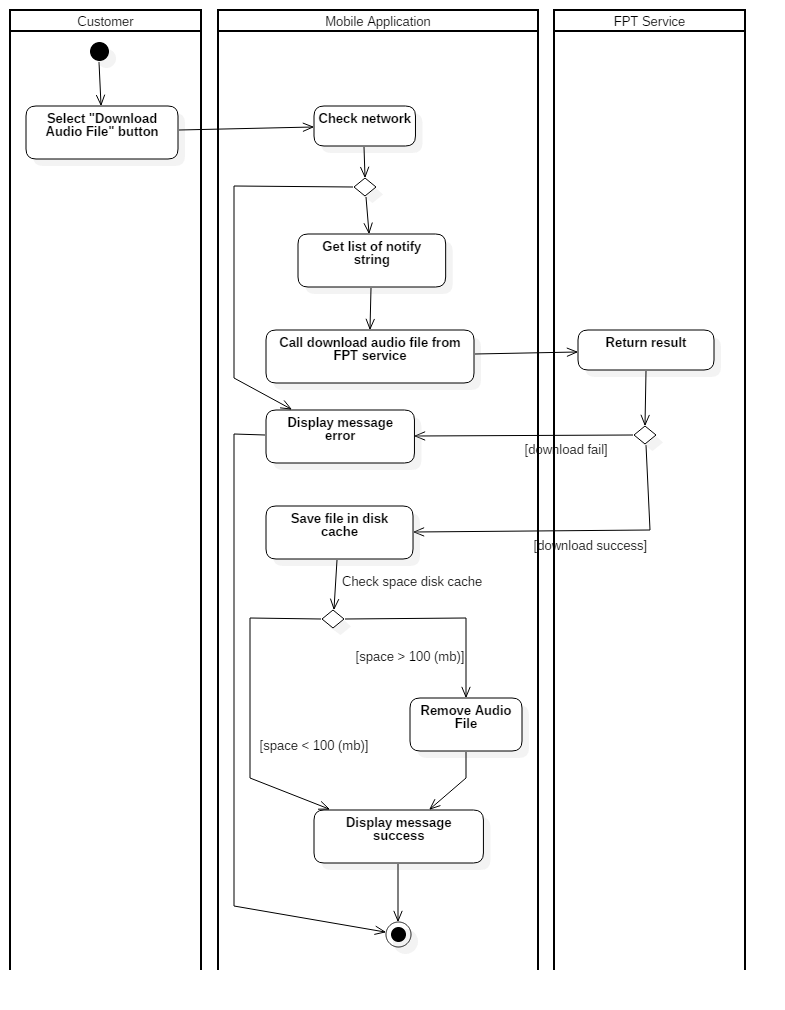 Customer
Mobile Application
FPT Service
Select "Download
Audio File" button
Check network
Get list of notify
string
Call download audio file from
FPT service
Return result
Display message
error
[download fail]
Save file in disk
cache
[download success]
Check space disk cache
[space > 100 (mb)]
Remove Audio
File
[space < 100 (mb)]
Display message
success